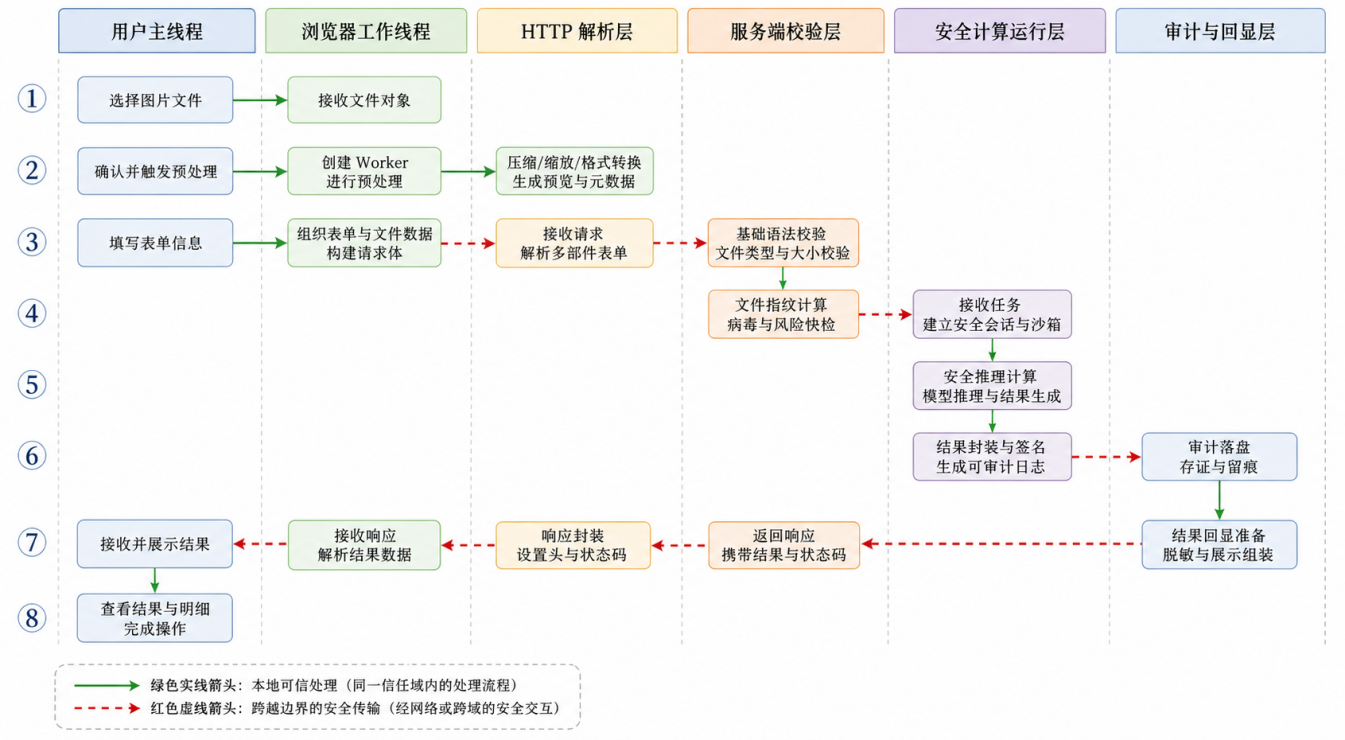 用户主线程
浏览器工作线程
HTTP 解析层
服务端校验层
安全计算运行层
审计与回显层
①
选择图片文件
接收文件对象
②
确认并触发预处理
创建 Worker
进行预处理
压缩/缩放/格式转换
生成预览与元数据
③
填写表单信息
组织表单与文件数据
构建请求体
接收请求
解析多部件表单
基础语法校验
文件类型与大小校验
④
文件指纹计算
病毒与风险快检
接收任务
建立安全会话与沙箱
⑤
安全推理计算
模型推理与结果生成
⑥
结果封装与签名
生成可审计日志
审计落盘
存证与留痕
⑦
接收并展示结果
接收响应
解析结果数据
响应封装
设置头与状态码
返回响应
携带结果与状态码
结果回显准备
脱敏与展示组装
⑧
查看结果与明细
完成操作
绿色实线箭头：本地可信处理（同一信任域内的处理流程）
红色虚线箭头：跨越边界的安全传输（经网络或跨域的安全交互）